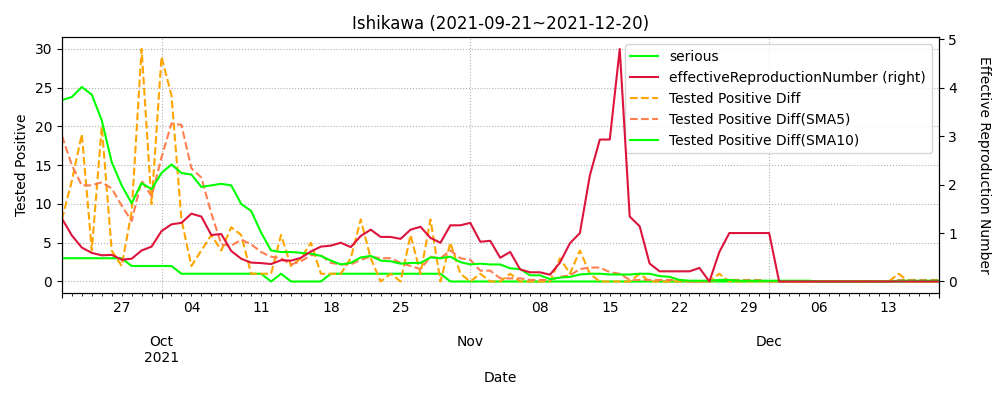 Ishikawa (2021-09-21~2021-12-20)
30
25
20
15
10
5
0
Tested Positive
5
4
3
2
1
0
Effective Reproduction Number
serious
effectiveReproductionNumber (right)
Tested Positive Diff
Tested Positive Diff(SMA5)
Tested Positive Diff(SMA10)
27 04 11 18 25 08 15 22 29 06 13
Oct Nov Dec
2021
Date